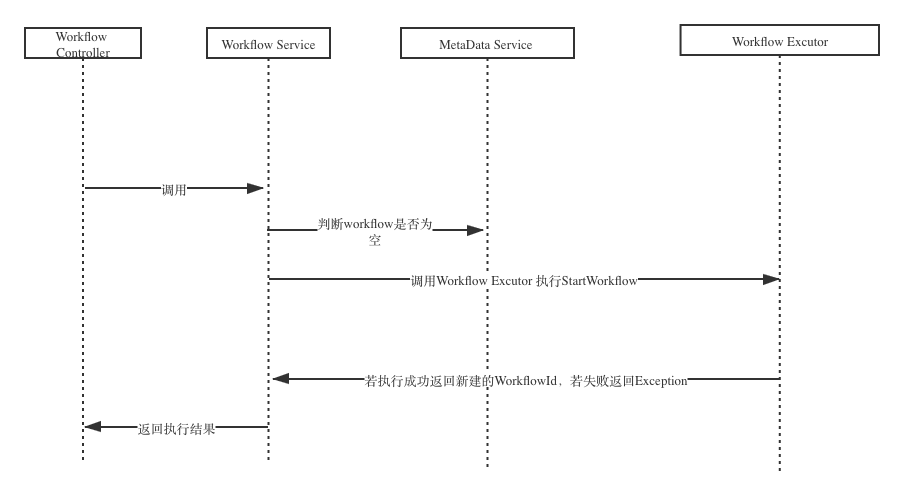 Workflow
Controller
Workflow Service
MetaData Service
Workflow Excutor
调用
判断workflow是否为
空
调用Workflow Excutor 执行StartWorkflow
若执行成功返回新建的WorkflowId，若失败返回Exception
返回执行结果